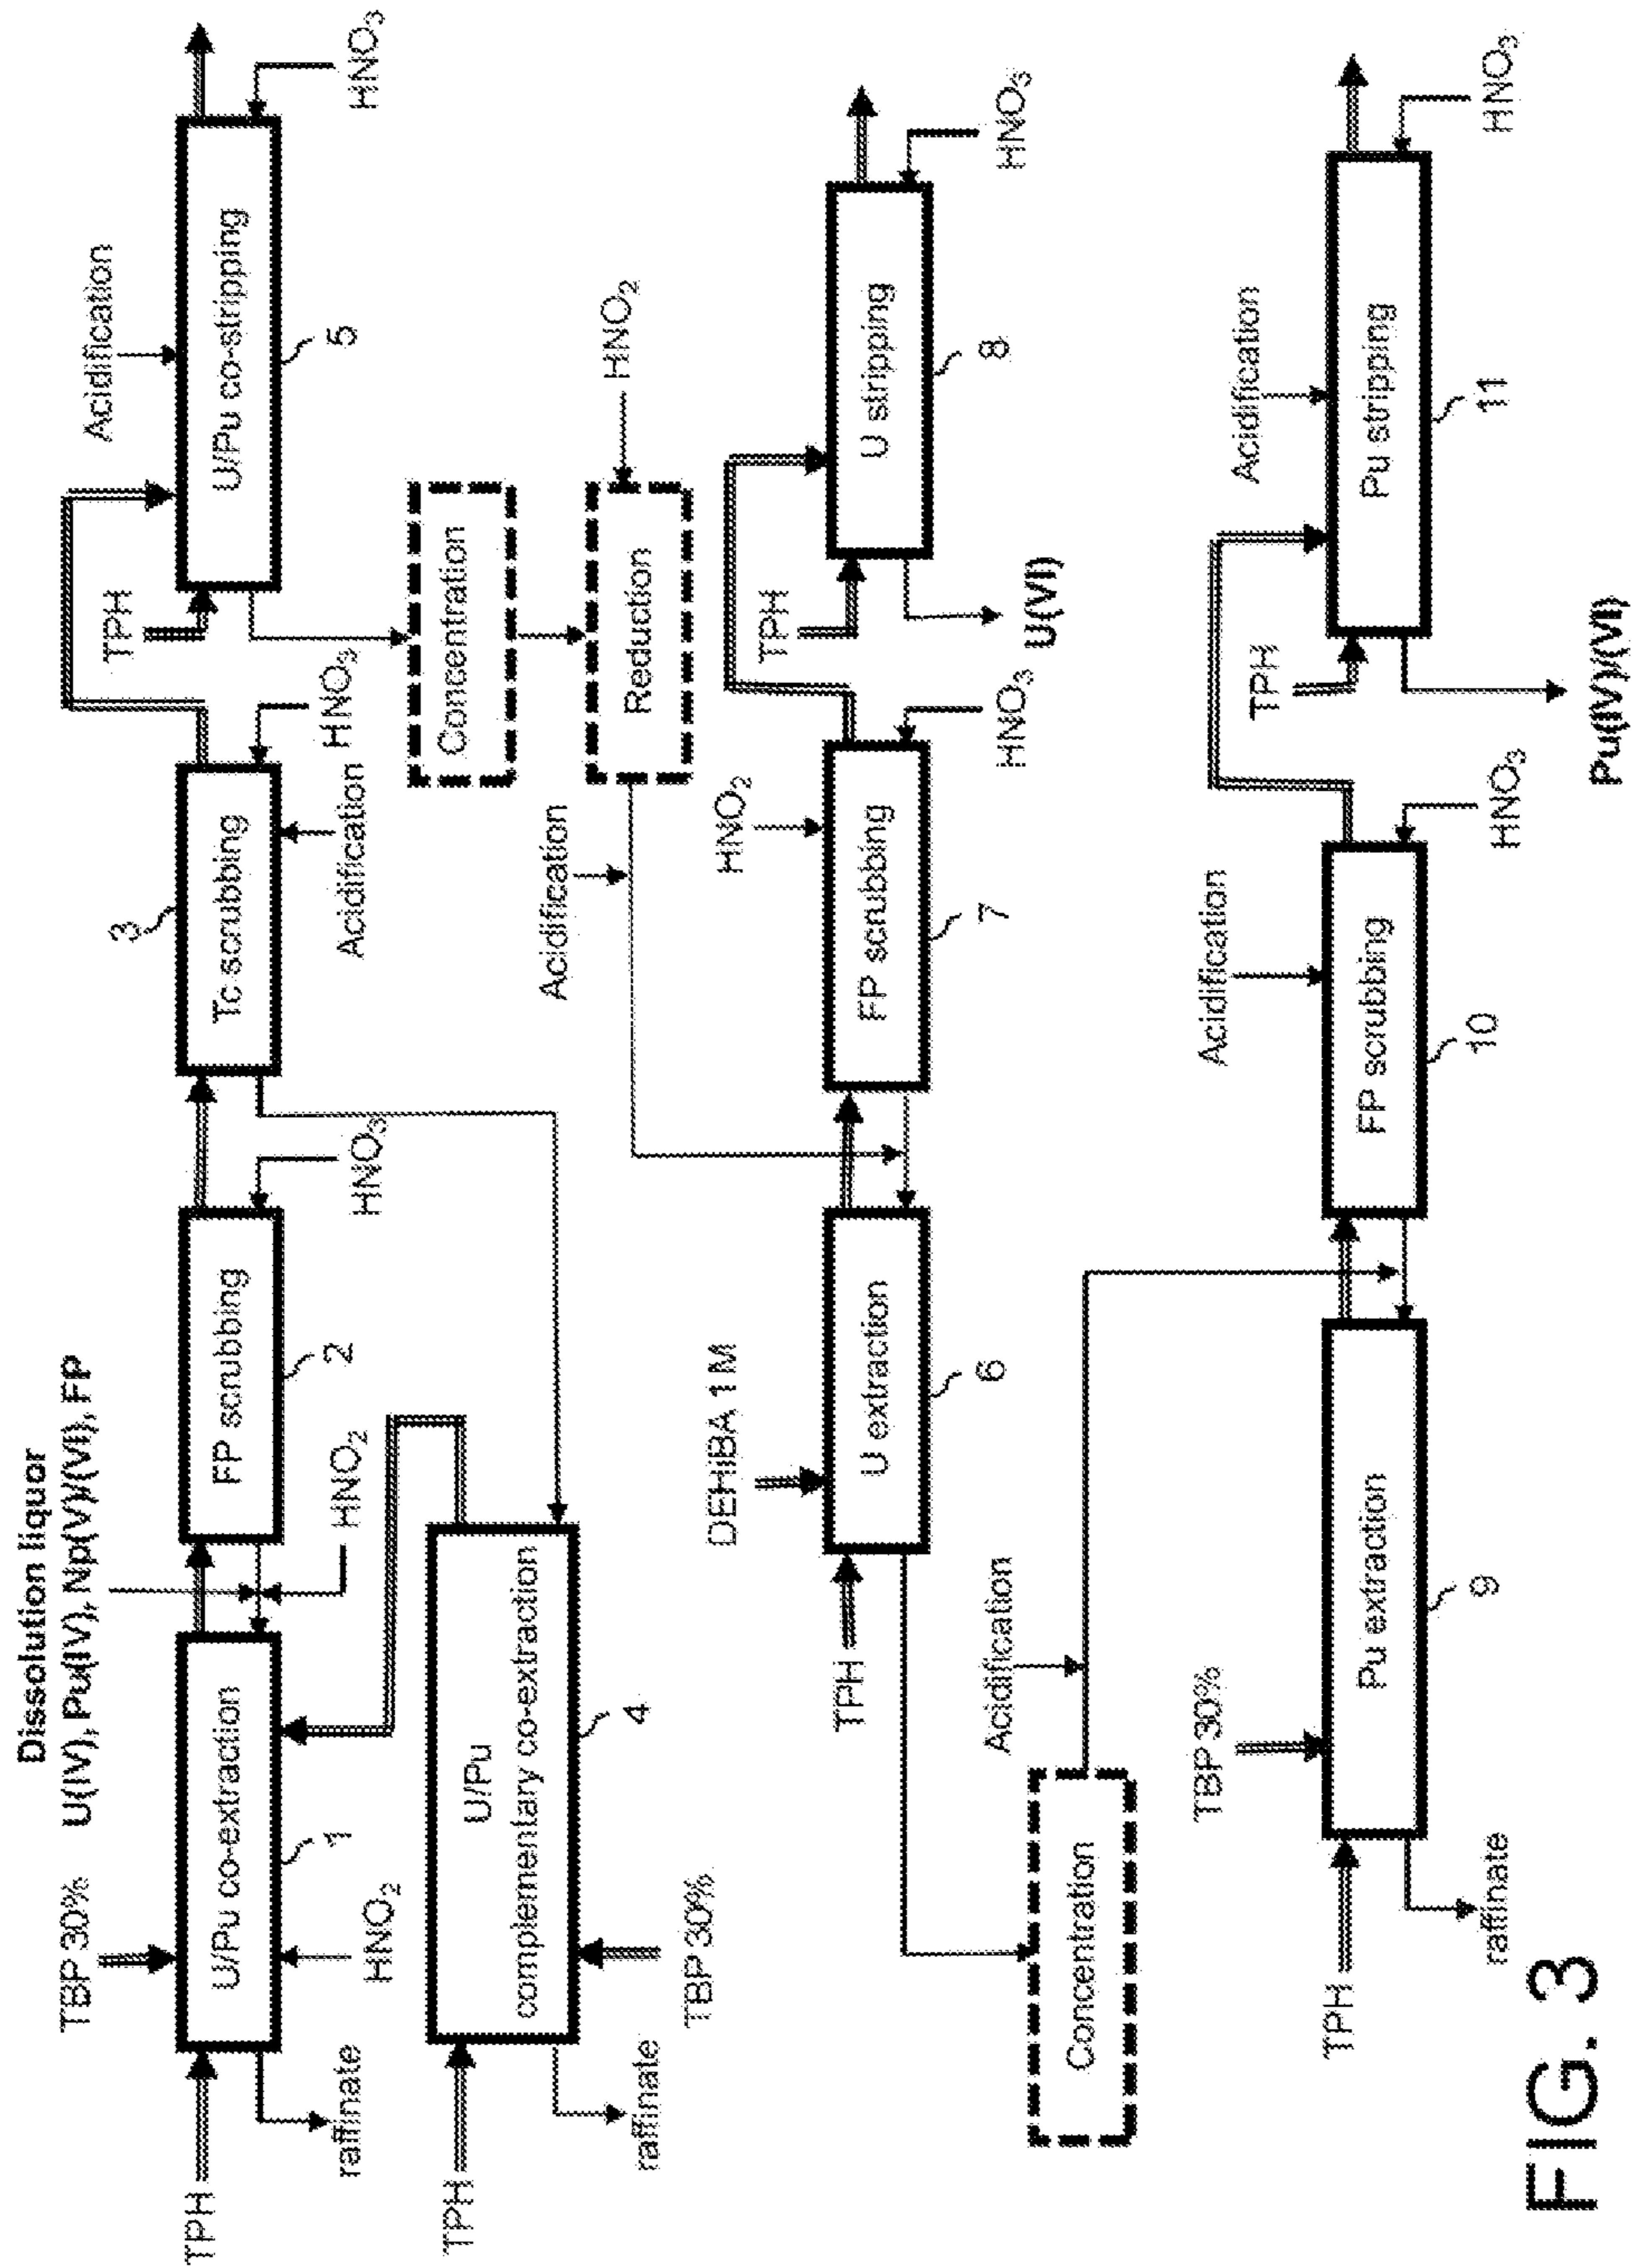 Dissolution liquor
U(IV), Pu(IV), Np(V)/(VI), FP
TBP 30%
TPH
U/Pu co-extraction
1
raffinate
HNO2
HNO2
FP scrubbing
2
HNO3
Tc scrubbing
3
Acidification
HNO3
TPH
Acidification
U/Pu co-stripping
5
HNO3
TPH
U/Pu
complementary co-extraction
4
raffinate
TBP 30%
Concentration
Reduction
HNO2
Acidification
DEHiBA 1M
TPH
U extraction
6
HNO2
FP scrubbing
7
HNO3
TPH
U stripping
8
HNO3
U(VI)
Concentration
Acidification
TBP 30%
TPH
Pu extraction
9
raffinate
Acidification
FP scrubbing
10
HNO3
TPH
Acidification
Pu stripping
11
HNO3
Pu(IV)/(VI)
FIG. 3